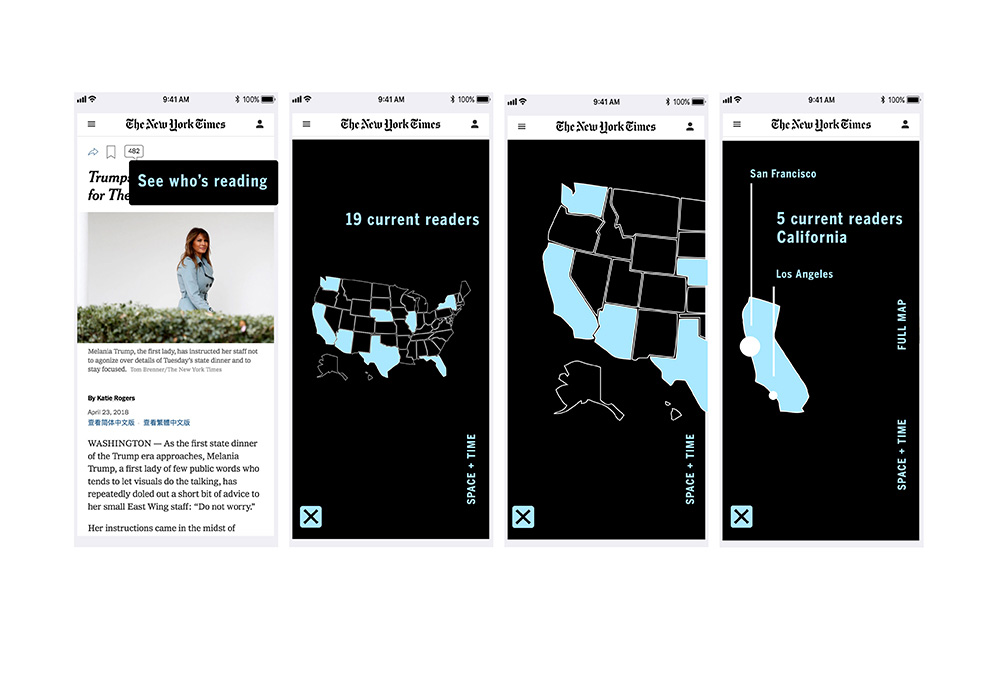 9:41 AM
100%
The New York Times
482
Trump
for The
See who's reading
Melania Trump, the first lady, has instructed her staff not
to agonize over details of Tuesday's state dinner and to
stay focused. Tom Brenner/The New York Times
By Katie Rogers
April 23, 2018
查看简体中文版 查看繁體中文版
WASHINGTON — As the first state dinner
of the Trump era approaches, Melania
Trump, a first lady of few public words who
tends to let visuals do the talking, has
repeatedly doled out a short bit of advice to
her small East Wing staff: “Do not worry.”
Her instructions came in the midst of
9:41 AM
100%
The New York Times
19 current readers
SPACE + TIME
9:41 AM
100%
The New York Times
SPACE + TIME
9:41 AM
100%
The New York Times
San Francisco
5 current readers
California
Los Angeles
FULL MAP
SPACE + TIME